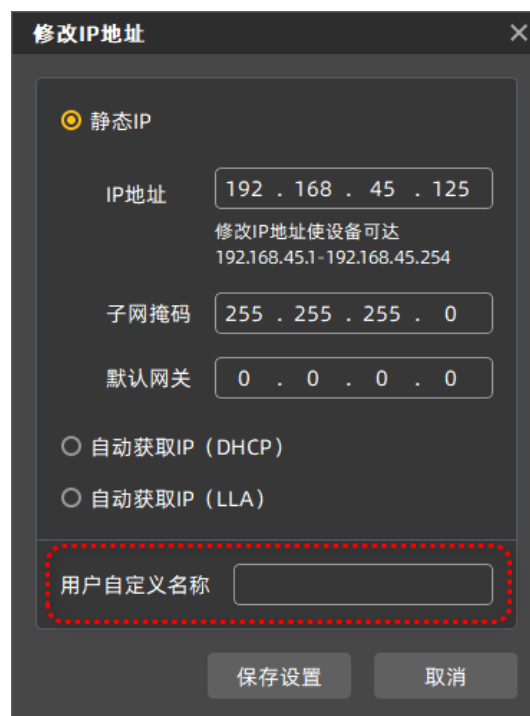 修改IP地址
静态IP
IP地址 192 . 168 . 45 . 125
修改IP地址使设备可达
192.168.45.1-192.168.45.254
子网掩码 255 . 255 . 255 . 0
默认网关 0 . 0 . 0 . 0
自动获取IP（DHCP）
自动获取IP（LLA）
用户自定义名称
保存设置 取消